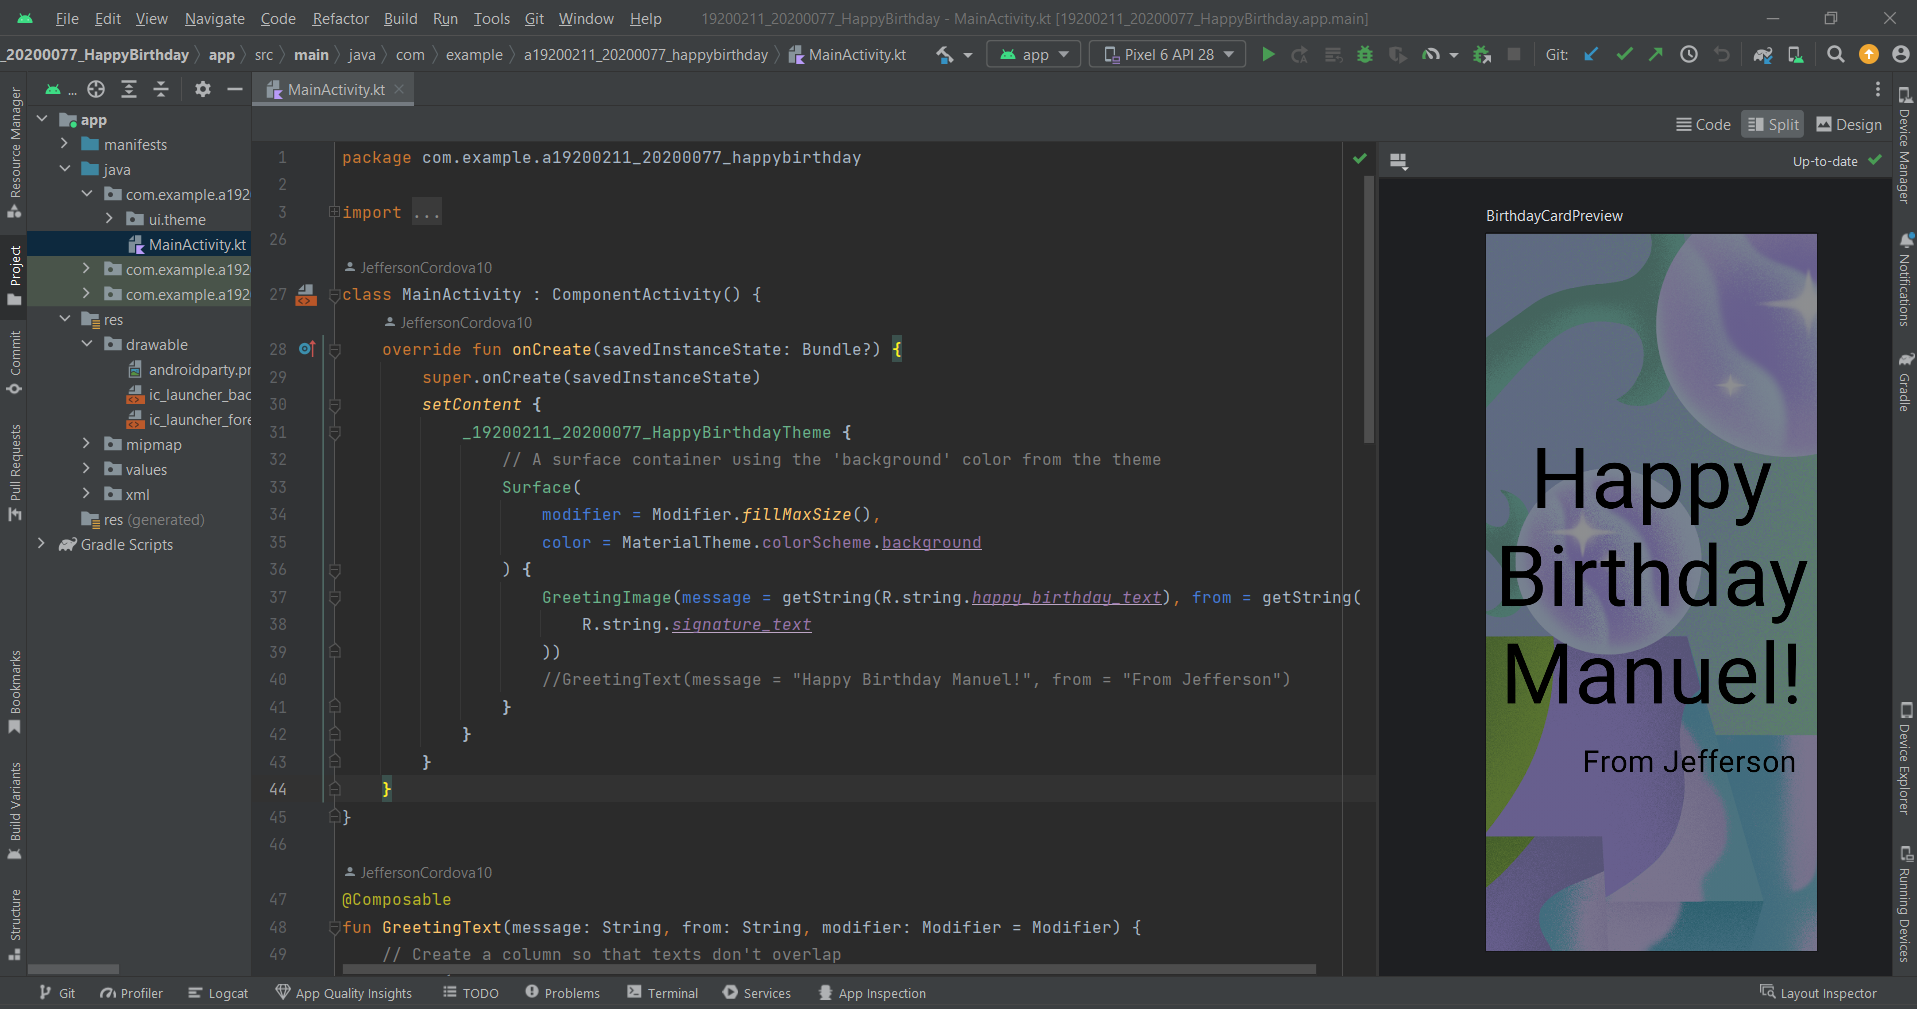 File Edit View Navigate Code Refactor Build Run Tools Git Window Help 19200211_20200077_HappyBirthday - MainActivity.kt [19200211_20200077_HappyBirthday.app.main]
_20200077_HappyBirthday app src main java com example a19200211_20200077_happybirthday MainActivity.kt app Pixel 6 API 28 Git:
... MainActivity.kt
Resource Manager
Project
Commit
Pull Requests
Bookmarks
Build Variants
Structure
app
manifests
java
com.example.a192
ui.theme
MainActivity.kt
com.example.a192
com.example.a192
res
drawable
androidparty.pr
ic_launcher_bac
ic_launcher_fore
mipmap
values
xml
res (generated)
Gradle Scripts
Code Split Design
1 package com.example.a19200211_20200077_happybirthday
2
3 import ...
26
JeffersonCordova10
27 class MainActivity : ComponentActivity() {
JeffersonCordova10
28 override fun onCreate(savedInstanceState: Bundle?) {
29 super.onCreate(savedInstanceState)
30 setContent {
31 _19200211_20200077_HappyBirthdayTheme {
32 // A surface container using the 'background' color from the theme
33 Surface(
34 modifier = Modifier.fillMaxSize(),
35 color = MaterialTheme.colorScheme.background
36 ) {
37 GreetingImage(message = getString(R.string.happy_birthday_text), from = getString(
38 R.string.signature_text
39 ))
40 //GreetingText(message = "Happy Birthday Manuel!", from = "From Jefferson")
41 }
42 }
43 }
44 }
45 }
46
JeffersonCordova10
47 @Composable
48 fun GreetingText(message: String, from: String, modifier: Modifier = Modifier) {
49 // Create a column so that texts don't overlap
Up-to-date
BirthdayCardPreview
Happy
Birthday
Manuel!
From Jefferson
Device Manager
Notifications
Gradle
Device Explorer
Running Devices
Git Profiler Logcat App Quality Insights TODO Problems Terminal Services App Inspection Layout Inspector